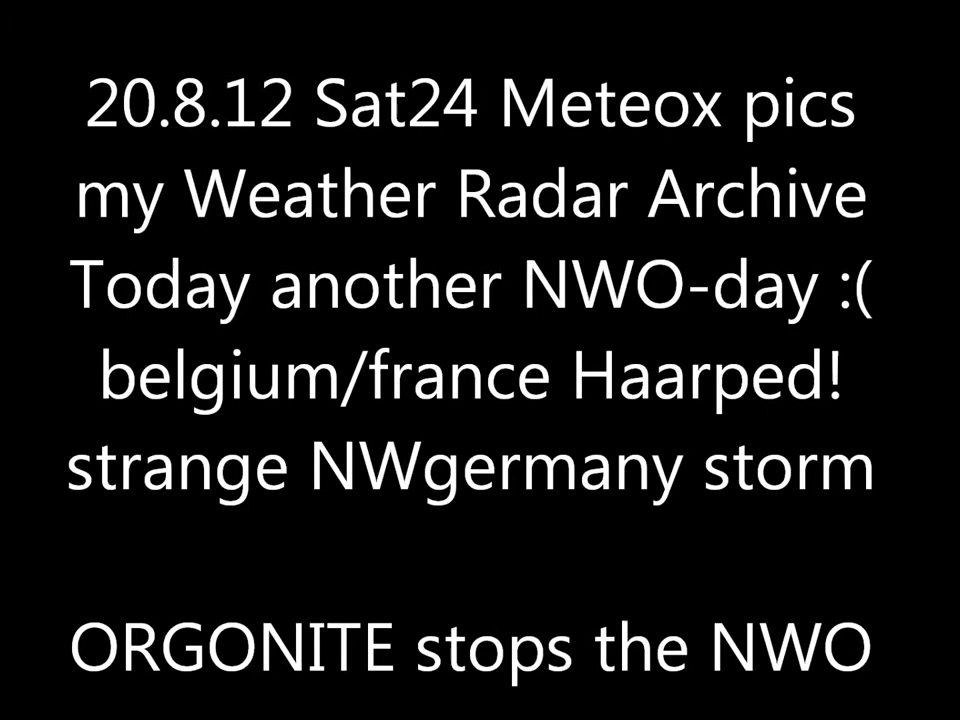 20.8.12 Sat24 Meteox pics
my Weather Radar Archive
Today another NWO-day :(
belgium/france Haarped!
strange NWgermany storm
ORGONITE stops the NWO